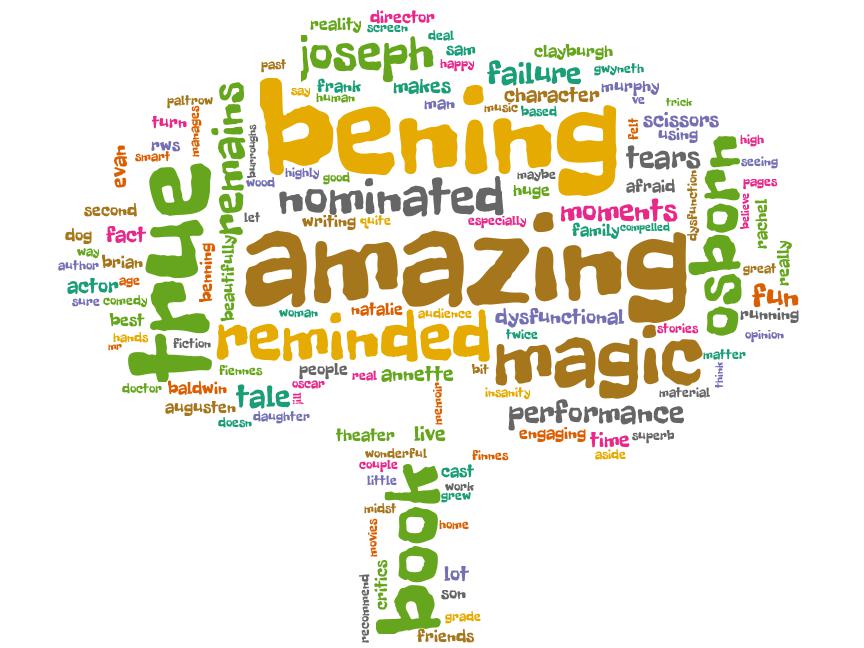 director
reality
screen
deal
joseph
sam
clayburgh
past
happy
failure
gwyneth
say
frank
makes
human
character
murphy
ve
man
music
based
trick
paltrow
turn
manages
remains
bening
felt
scissors
using
rws
smart
evan
burroughs
tears
high
seeing
wood
highly
good
maybe
huge
afraid
dysfunction
osborn
pages
believe
rachel
true
nominated
let
writing
quite
especially
moments
family
compelled
second
dog
fact
way
author
brian
benning
beautifully
amazing
great
really
actor
age
sure
comedy
fun
running
best
woman
natalie
audience
dysfunctional
stories
opinion
hands
mr
fiction
reminded
twice
magic
matter
think
fiennes
people
real
annette
bit
doctor
baldwin
tale
oscar
jill
memoir
insanity
material
augusten
doesn
daughter
performance
engaging
time
superb
aside
theater
live
wonderful
finnes
couple
cast
little
work
grew
midst
book
movies
home
critics
lot
recommend
son
grade
friends